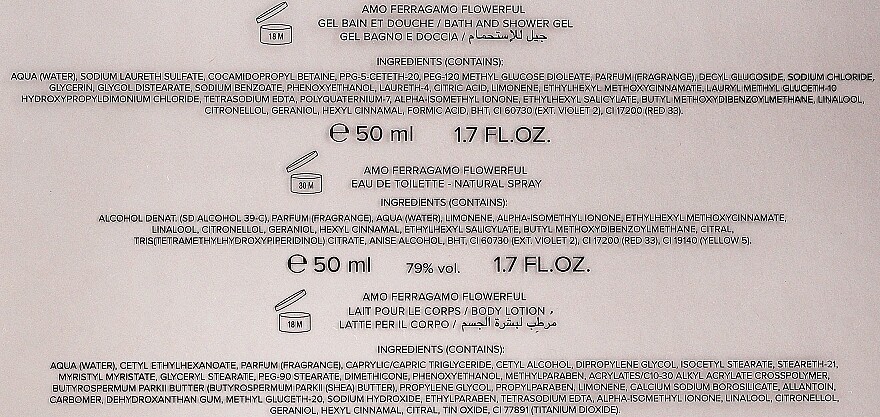 AMO FERRAGAMO FLOWERFUL
18 M
GEL BAIN ET DOUCHE / BATH AND SHOWER GEL
GEL BAGNO E DOCCIA / جيل للإستحمام
INGREDIENTS (CONTAINS):
AQUA (WATER), SODIUM LAURETH SULFATE, COCAMIDOPROPYL BETAINE, PPG-5-CETETH-20, PEG-120 METHYL GLUCOSE DIOLEATE, PARFUM (FRAGRANCE), DECYL GLUCOSIDE, SODIUM CHLORIDE,
GLYCERIN, GLYCOL DISTEARATE, SODIUM BENZOATE, PHENOXYETHANOL, LAURETH-4, CITRIC ACID, LIMONENE, ETHYLHEXYL METHOXYCINNAMATE, LAURYL METHYL GLUCETH-10
HYDROXYPROPYLDIMONIUM CHLORIDE, TETRASODIUM EDTA, POLYQUATERNIUM-7, ALPHA-ISOMETHYL IONONE, ETHYLHEXYL SALICYLATE, BUTYL METHOXYDIBENZOYLMETHANE, LINALOOL,
CITRONELLOL, GERANIOL, HEXYL CINNAMAL, FORMIC ACID, BHT, CI 60730 (EXT. VIOLET 2), CI 17200 (RED 33).
℮ 50 ml 1.7 FL.OZ.
AMO FERRAGAMO FLOWERFUL
30 M
EAU DE TOILETTE - NATURAL SPRAY
INGREDIENTS (CONTAINS):
ALCOHOL DENAT. (SD ALCOHOL 39-C), PARFUM (FRAGRANCE), AQUA (WATER), LIMONENE, ALPHA-ISOMETHYL IONONE, ETHYLHEXYL METHOXYCINNAMATE,
LINALOOL, CITRONELLOL, GERANIOL, HEXYL CINNAMAL, ETHYLHEXYL SALICYLATE, BUTYL METHOXYDIBENZOYLMETHANE, CITRAL,
TRIS(TETRAMETHYLHYDROXYPIPERIDINOL) CITRATE, ANISE ALCOHOL, BHT, CI 60730 (EXT. VIOLET 2), CI 17200 (RED 33), CI 19140 (YELLOW 5).
℮ 50 ml 79% vol. 1.7 FL.OZ.
AMO FERRAGAMO FLOWERFUL
18 M
LAIT POUR LE CORPS / BODY LOTION ,
LATTE PER IL CORPO / مرطب لبشرة الجسم
INGREDIENTS (CONTAINS):
AQUA (WATER), CETYL ETHYLHEXANOATE, PARFUM (FRAGRANCE), CAPRYLIC/CAPRIC TRIGLYCERIDE, CETYL ALCOHOL, DIPROPYLENE GLYCOL, ISOCETYL STEARATE, STEARETH-21,
MYRISTYL MYRISTATE, GLYCERYL STEARATE, PEG-90 STEARATE, DIMETHICONE, PHENOXYETHANOL, METHYLPARABEN, ACRYLATES/C10-30 ALKYL ACRYLATE CROSSPOLYMER,
BUTYROSPERMUM PARKII BUTTER (BUTYROSPERMUM PARKII (SHEA) BUTTER), PROPYLENE GLYCOL, PROPYLPARABEN, LIMONENE, CALCIUM SODIUM BOROSILICATE, ALLANTOIN,
CARBOMER, DEHYDROXANTHAN GUM, METHYL GLUCETH-20, SODIUM HYDROXIDE, ETHYLPARABEN, TETRASODIUM EDTA, ALPHA-ISOMETHYL IONONE, LINALOOL, CITRONELLOL,
GERANIOL, HEXYL CINNAMAL, CITRAL, TIN OXIDE, CI 77891 (TITANIUM DIOXIDE).